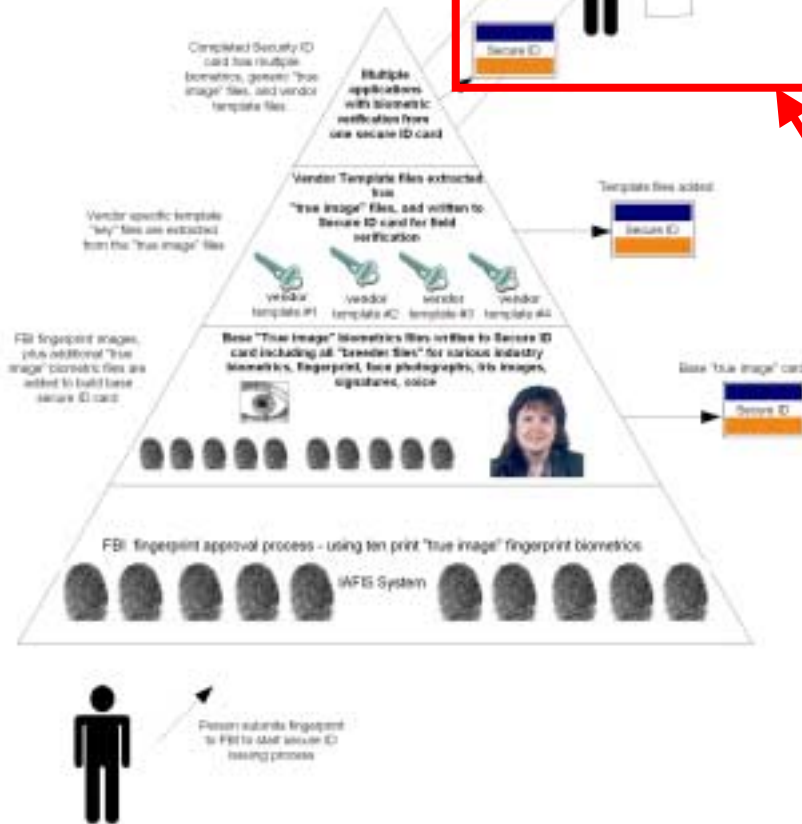 Secure ID
Completed Security ID
card has multiple
biometrics, generic "true
image" files, and vendor
template files
Multiple
applications
with biometric
verification from
one secure ID card
Vendor Template files extracted
from
"true image" files, and written to
Secure ID card for field
verification
Template files added
Secure ID
Vendor specific template
"key" files are extracted
from the "true image" files
vendor
template #1
vendor
template #2
vendor
template #3
vendor
template #4
FBI fingerprint images,
plus additional "true
image" biometric files are
added to build base
secure ID card
Base "True image" biometrics files written to Secure ID
card including all "breeder files" for various industry
biometrics, fingerprint, face photographs, iris images,
signatures, voice
Base "true image" card
Secure ID
FBI fingerprint approval process - using ten print "true image" fingerprint biometrics
IAFIS System
Person submits fingerprint
to FBI to start secure ID
issuing process